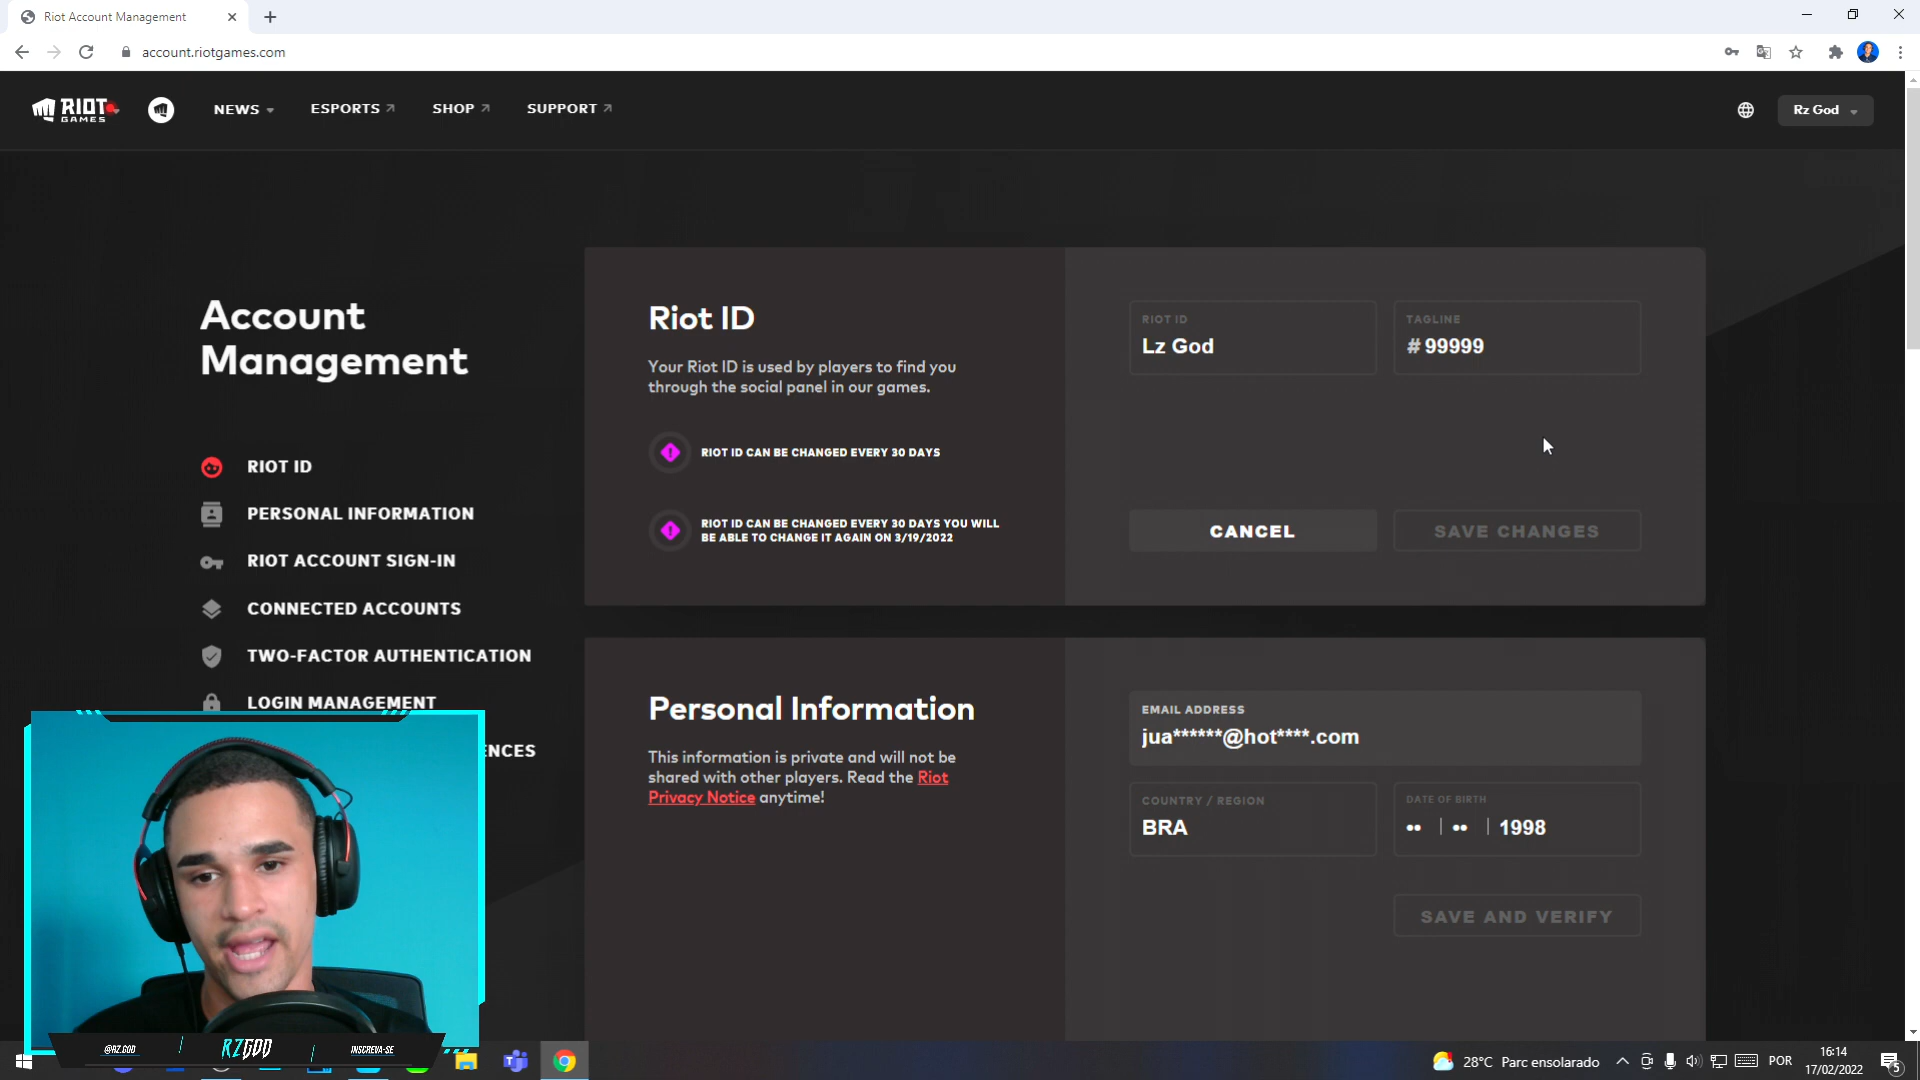 Riot Account Management
account.riotgames.com
RIOT GAMES
NEWS
ESPORTS
SHOP
SUPPORT
Rz God
Account
Management
RIOT ID
PERSONAL INFORMATION
RIOT ACCOUNT SIGN-IN
CONNECTED ACCOUNTS
TWO-FACTOR AUTHENTICATION
LOGIN MANAGEMENT
ENCES
Riot ID
Your Riot ID is used by players to find you
through the social panel in our games.
RIOT ID CAN BE CHANGED EVERY 30 DAYS
RIOT ID CAN BE CHANGED EVERY 30 DAYS YOU WILL
BE ABLE TO CHANGE IT AGAIN ON 3/19/2022
RIOT ID
Lz God
TAGLINE
# 99999
CANCEL
SAVE CHANGES
Personal Information
This information is private and will not be
shared with other players. Read the Riot
Privacy Notice anytime!
EMAIL ADDRESS
jua******@hot****.com
COUNTRY / REGION
BRA
DATE OF BIRTH
•• | •• | 1998
SAVE AND VERIFY
@RZ.GOD
RZGOD
INSCREVA-SE
28°C Parc ensolarado
POR
16:14
17/02/2022
5